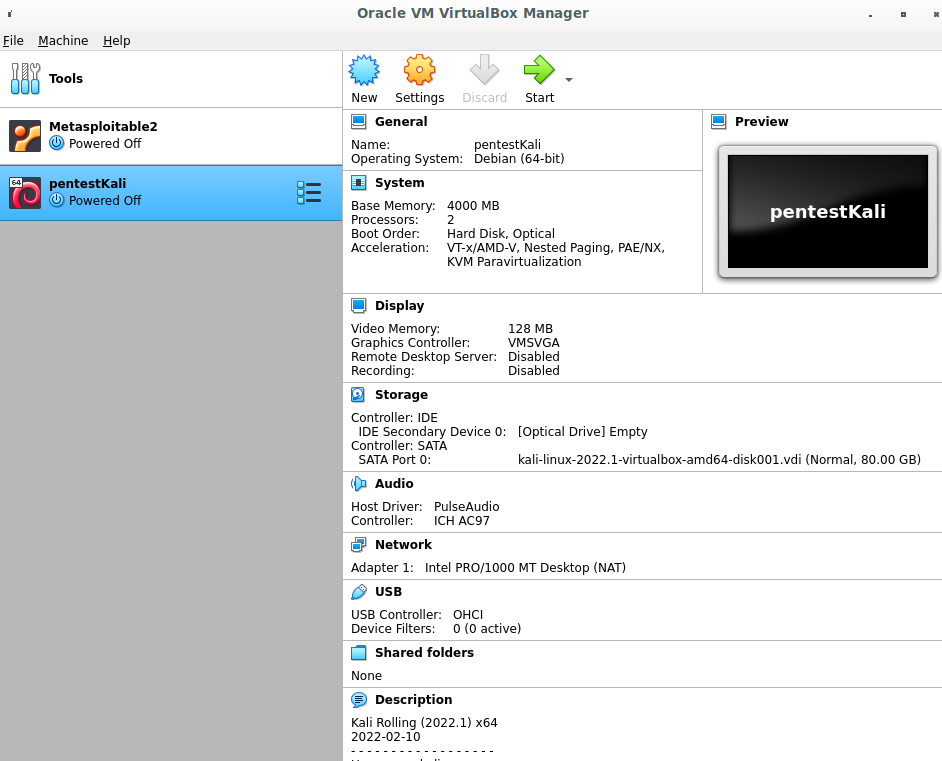 Oracle VM VirtualBox Manager
File Machine Help
Tools
Metasploitable2
Powered Off
64
pentestKali
Powered Off
New Settings Discard Start
General
Name: pentestKali
Operating System: Debian (64-bit)
System
Base Memory: 4000 MB
Processors: 2
Boot Order: Hard Disk, Optical
Acceleration: VT-x/AMD-V, Nested Paging, PAE/NX,
KVM Paravirtualization
Preview
pentestKali
Display
Video Memory: 128 MB
Graphics Controller: VMSVGA
Remote Desktop Server: Disabled
Recording: Disabled
Storage
Controller: IDE
IDE Secondary Device 0: [Optical Drive] Empty
Controller: SATA
SATA Port 0: kali-linux-2022.1-virtualbox-amd64-disk001.vdi (Normal, 80.00 GB)
Audio
Host Driver: PulseAudio
Controller: ICH AC97
Network
Adapter 1: Intel PRO/1000 MT Desktop (NAT)
USB
USB Controller: OHCI
Device Filters: 0 (0 active)
Shared folders
None
Description
Kali Rolling (2022.1) x64
2022-02-10
- - - - - - - - - - - - - - - - - -